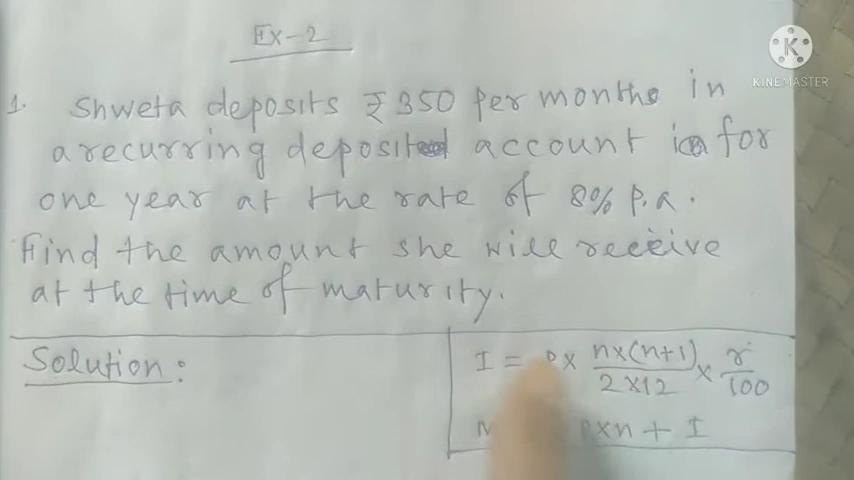 Ex-2
K
KINEMASTER
1. Shweta deposits ₹350 per months in
a recurring deposit account for
one year at the rate of 8% P.a.
Find the amount she will receive
at the time of maturity.
Solution:
I = P× n×(n+1)/2×12 × r/100
P×n + I